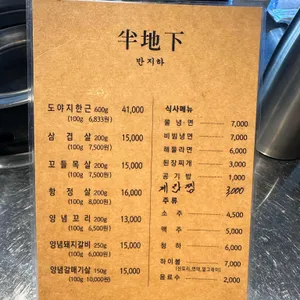 半地下
반지하
도야지한근 600g 41,000
(100g 6,833원)
삼겹살 200g 15,000
(100g 7,500원)
꼬들목살 200g 15,000
(100g 7,500원)
항정살 200g 16,000
(100g 8,000원)
양념꼬리 200g 13,000
(100g 6,500원)
양념돼지갈비 250g 15,000
(100g 6,000원)
양념갈매기살 150g 15,000
(100g 10,000원)
식사메뉴
물냉면 7,000
비빔냉면 7,000
해물라면 6,000
된장찌개 3,000
공기밥 1,000
계란찜 3,000
주류
소주 4,500
맥주 5,000
청하 6,000
하이볼 7,000
음료수 2,000